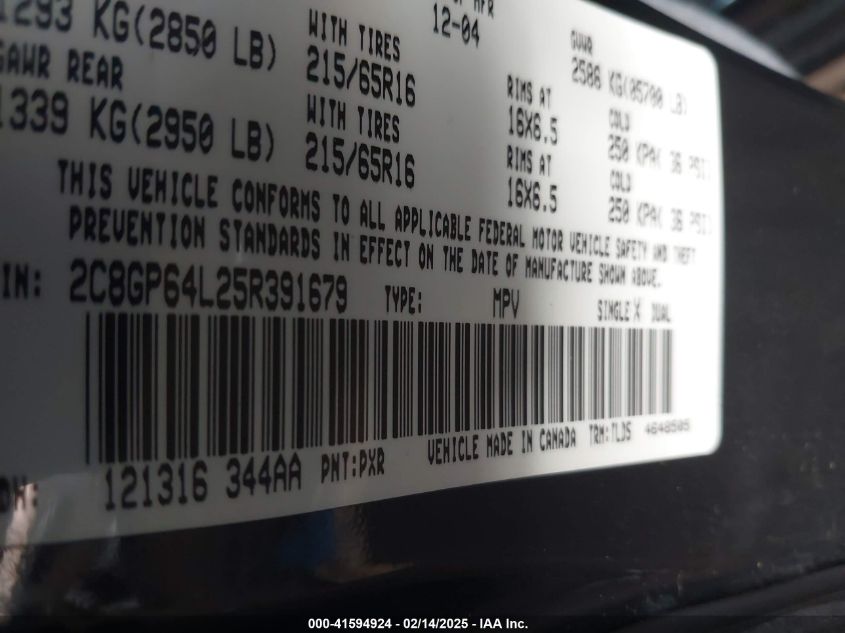 MFR
12-04
GVWR
2586 KG(05700 LB)
1293 KG(2850 LB)
WITH TIRES
215/65R16
RIMS AT
16X6.5
COLD
250 KPA( 36 PSI)
GAWR REAR
1339 KG(2950 LB)
WITH TIRES
215/65R16
RIMS AT
16X6.5
COLD
250 KPA( 36 PSI)
THIS VEHICLE CONFORMS TO ALL APPLICABLE FEDERAL MOTOR VEHICLE SAFETY AND THEFT
PREVENTION STANDARDS IN EFFECT ON THE DATE OF MANUFACTURE SHOWN ABOVE.
IN: 2C8GP64L25R391679 TYPE: MPV SINGLE X DUAL
121316 344AA PNT:PXR VEHICLE MADE IN CANADA TRM:TLDS 4648505
000-41594924 - 02/14/2025 - IAA Inc.